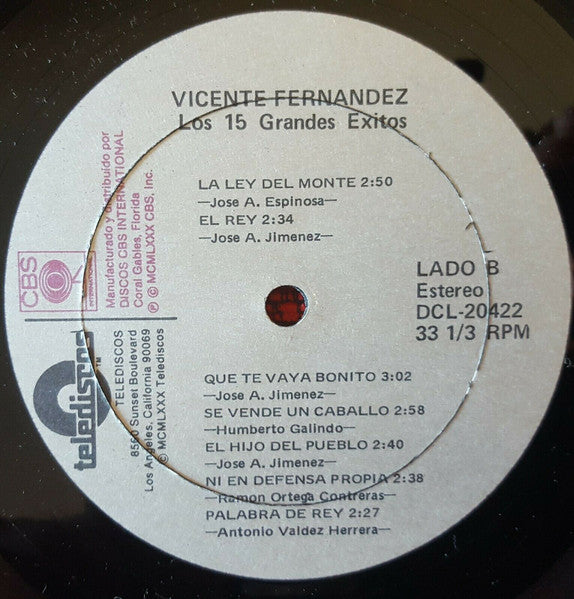 VICENTE FERNANDEZ
Los 15 Grandes Exitos
LA LEY DEL MONTE 2:50
—Jose A. Espinosa—
EL REY 2:34
—Jose A. Jimenez—
LADO B
Estereo
DCL-20422
33 1/3 RPM
QUE TE VAYA BONITO 3:02
—Jose A. Jimenez—
SE VENDE UN CABALLO 2:58
—Humberto Galindo—
EL HIJO DEL PUEBLO 2:40
—Jose A. Jimenez—
NI EN DEFENSA PROPIA 2:38
—Ramon Ortega Contreras—
PALABRA DE REY 2:27
—Antonio Valdez Herrera—
CBS
INTERNATIONAL
Manufacturado y distribuido por
DISCOS CBS INTERNATIONAL
Coral Gables, Florida
Ⓟ © MCMLXXX CBS, Inc.
telediscos™
TELEDISCOS
8560 Sunset Boulevard
Los Angeles, California 90069
© MCMLXXX Telediscos